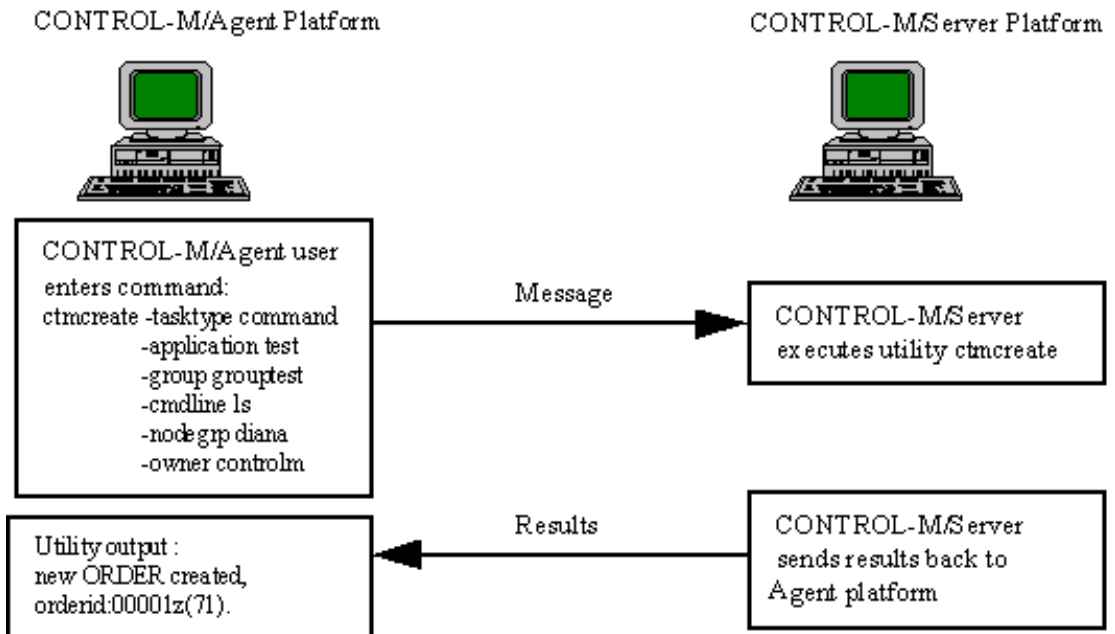 CONTROL-M/Agent Platform
CONTROL-M/Server Platform
CONTROL-M/Agent user
enters command:
ctmcreate -tasktype command
-application test
-group grouptest
-cmdline ls
-nodegrp diana
-owner controlm
Message
CONTROL-M/Server
executes utility ctmcreate
Results
CONTROL-M/Server
sends results back to
Agent platform
Utility output :
new ORDER created,
orderid:00001z(71).